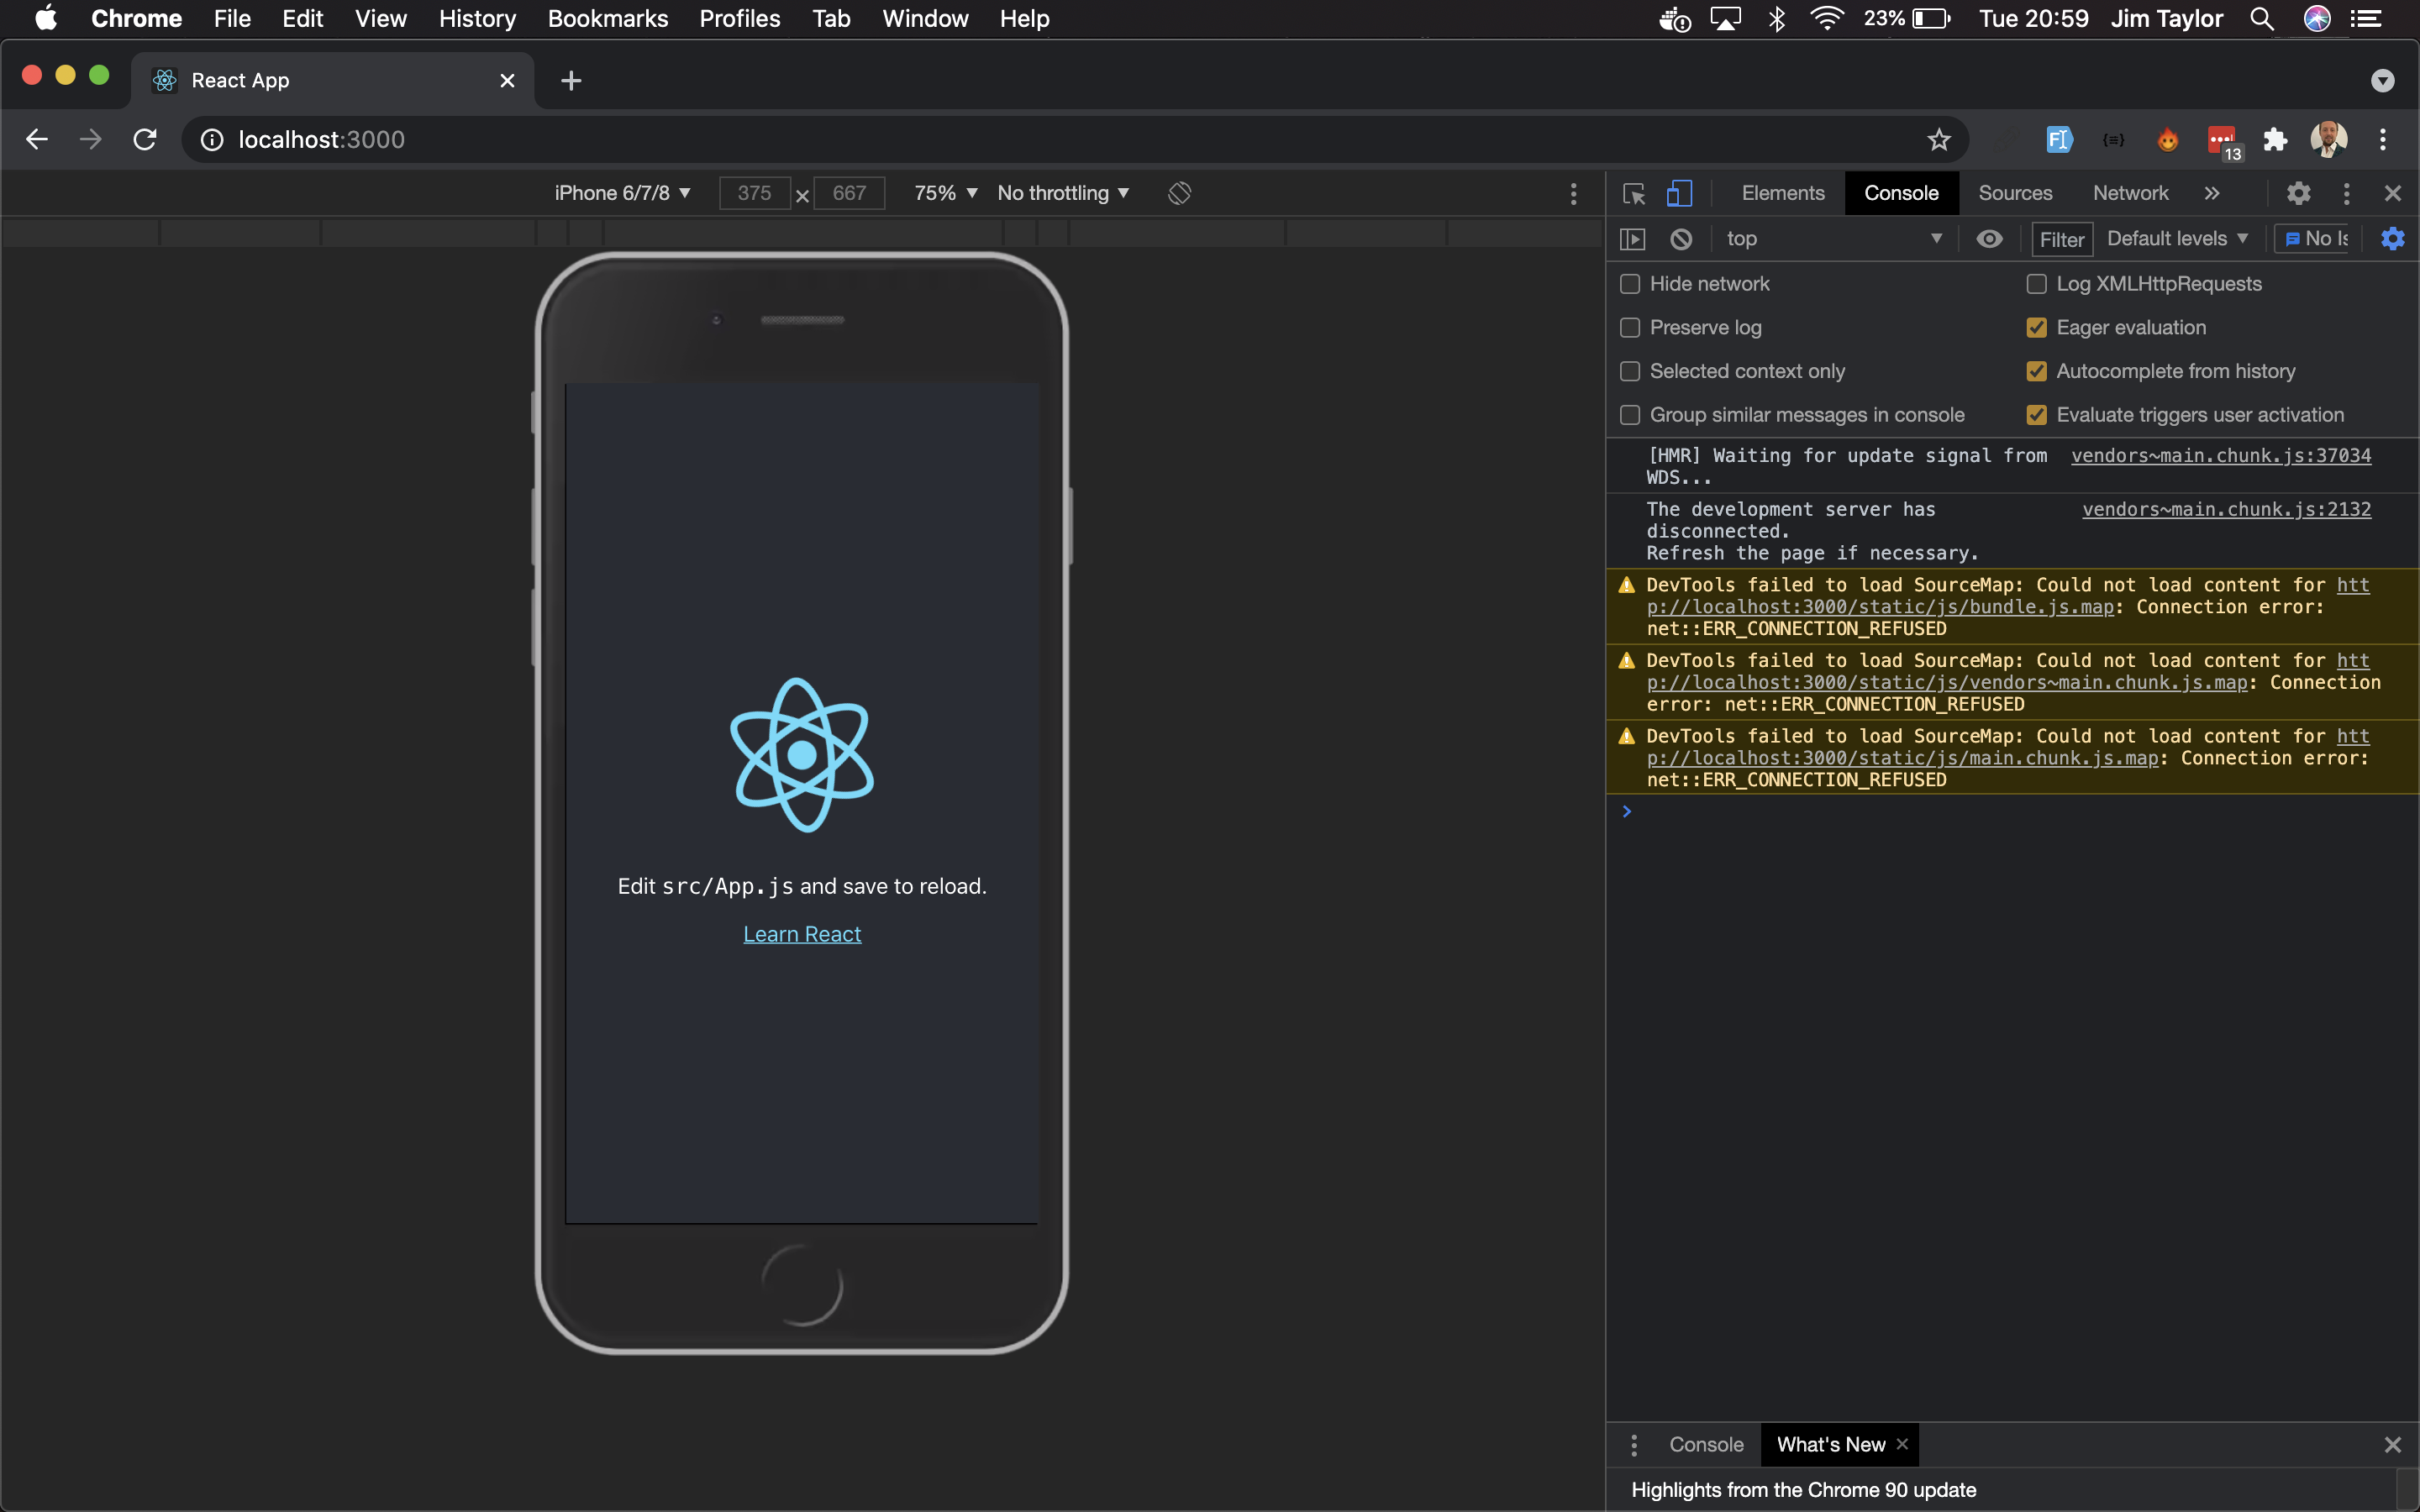 Chrome File Edit View History Bookmarks Profiles Tab Window Help 23% Tue 20:59 Jim Taylor
React App
localhost:3000
13
iPhone 6/7/8 375 x 667 75% No throttling
Elements Console Sources Network
top Filter Default levels No Is
Hide network Log XMLHttpRequests
Preserve log Eager evaluation
Selected context only Autocomplete from history
Group similar messages in console Evaluate triggers user activation
[HMR] Waiting for update signal from vendors~main.chunk.js:37034
WDS...
The development server has vendors~main.chunk.js:2132
disconnected.
Refresh the page if necessary.
DevTools failed to load SourceMap: Could not load content for htt
p://localhost:3000/static/js/bundle.js.map: Connection error:
net::ERR_CONNECTION_REFUSED
DevTools failed to load SourceMap: Could not load content for htt
p://localhost:3000/static/js/vendors~main.chunk.js.map: Connection
error: net::ERR_CONNECTION_REFUSED
DevTools failed to load SourceMap: Could not load content for htt
p://localhost:3000/static/js/main.chunk.js.map: Connection error:
net::ERR_CONNECTION_REFUSED
Edit src/App.js and save to reload.
Learn React
Console What's New
Highlights from the Chrome 90 update